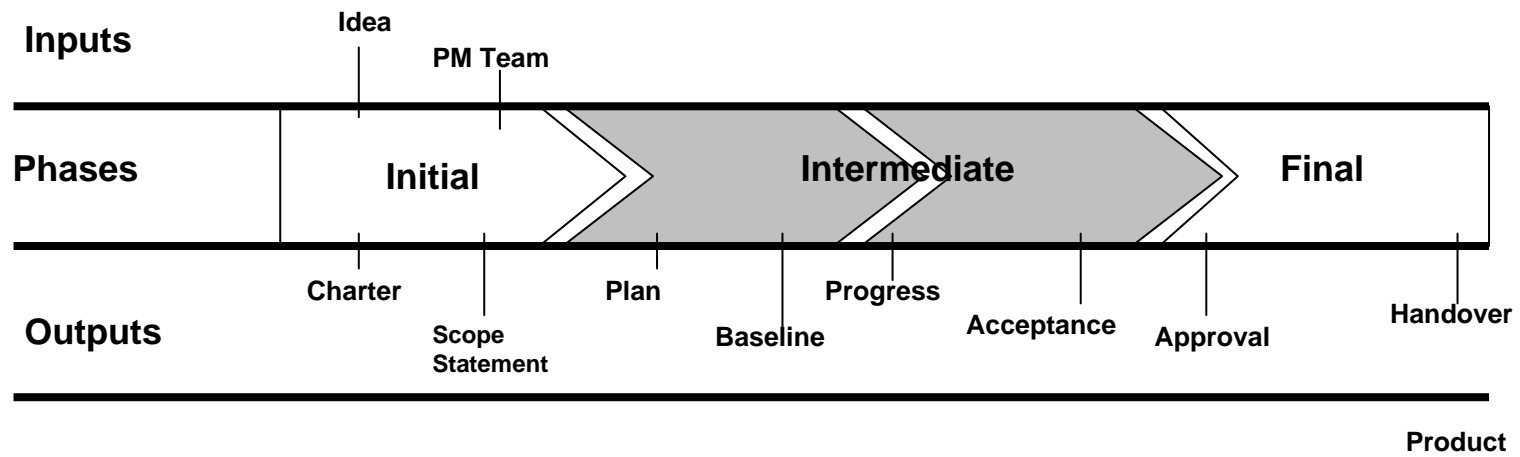 Inputs
Idea
PM Team
Phases
Initial
Intermediate
Final
Outputs
Charter
Scope
Statement
Plan
Baseline
Progress
Acceptance
Approval
Handover
Product